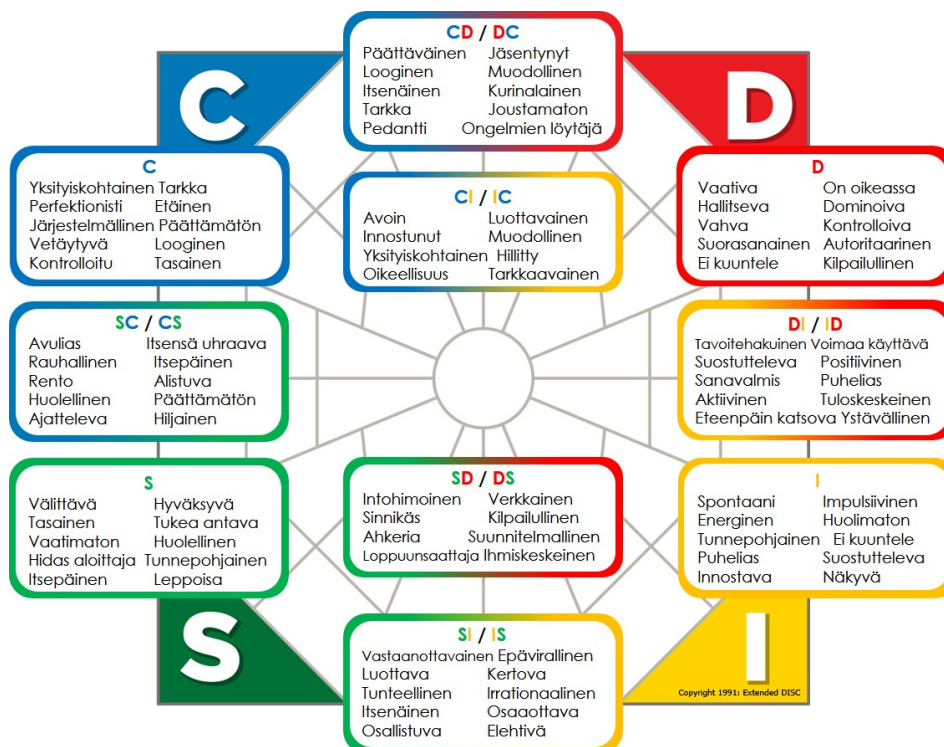 C
D
CD / DC
Päättäväinen Jäsentynyt
Looginen Muodollinen
Itsenäinen Kurinalainen
Tarkka Joustamaton
Pedantti Ongelmien löytäjä
C
Yksityiskohtainen Tarkka
Perfektionisti Etäinen
Järjestelmällinen Päättämätön
Vetäytyvä Looginen
Kontrolloitu Tasainen
CI / IC
Avoin Luottavainen
Innostunut Muodollinen
Yksityiskohtainen Hillitty
Oikeellisuus Tarkkaavainen
D
Vaativa On oikeassa
Hallitseva Dominoiva
Vahva Kontrolloiva
Suorasanainen Autoritaarinen
Ei kuuntele Kilpailullinen
SC / CS
Avulias Itsensä uhraava
Rauhallinen Itsepäinen
Rento Alistuva
Huolellinen Päättämätön
Ajatteleva Hiljainen
DI / ID
Tavoitehakuinen Voimaa käyttävä
Suostutteleva Positiivinen
Sanavalmis Puhelias
Aktiivinen Tuloskeskeinen
Eteenpäin katsova Ystävällinen
S
Välittävä Hyväksyvä
Tasainen Tukea antava
Vaatimaton Huolellinen
Hidas aloittaja Tunnepohjainen
Itsepäinen Leppoisa
SD / DS
Intohimoinen Verkkainen
Sinnikäs Kilpailullinen
Ahkeria Suunnitelmallinen
Loppuunsaattaja Ihmiskeskeinen
I
Spontaani Impulsiivinen
Energinen Huolimaton
Tunnepohjainen Ei kuuntele
Puhelias Suostutteleva
Innostava Näkyvä
SI / IS
Vastaanottavainen Epävirallinen
Luottava Kertova
Tunteellinen Irrationaalinen
Itsenäinen Osaaottava
Osallistuva Elehtivä
S
I
Copyright 1991: Extended DISC